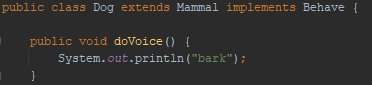 public class Dog extends Mammal implements Behave {
public void doVoice() {
System.out.println("bark");
}